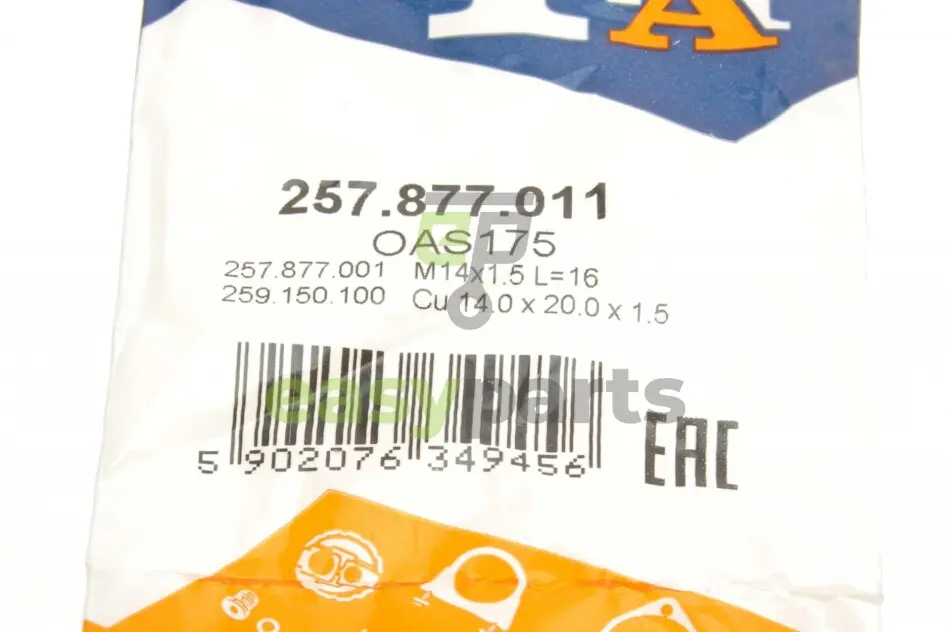 257.877.011
OAS175
257.877.001 M14x1.5 L=16
259.150.100 Cu 14.0 x 20.0 x 1.5
easyparts
5 902076 349456
EAC